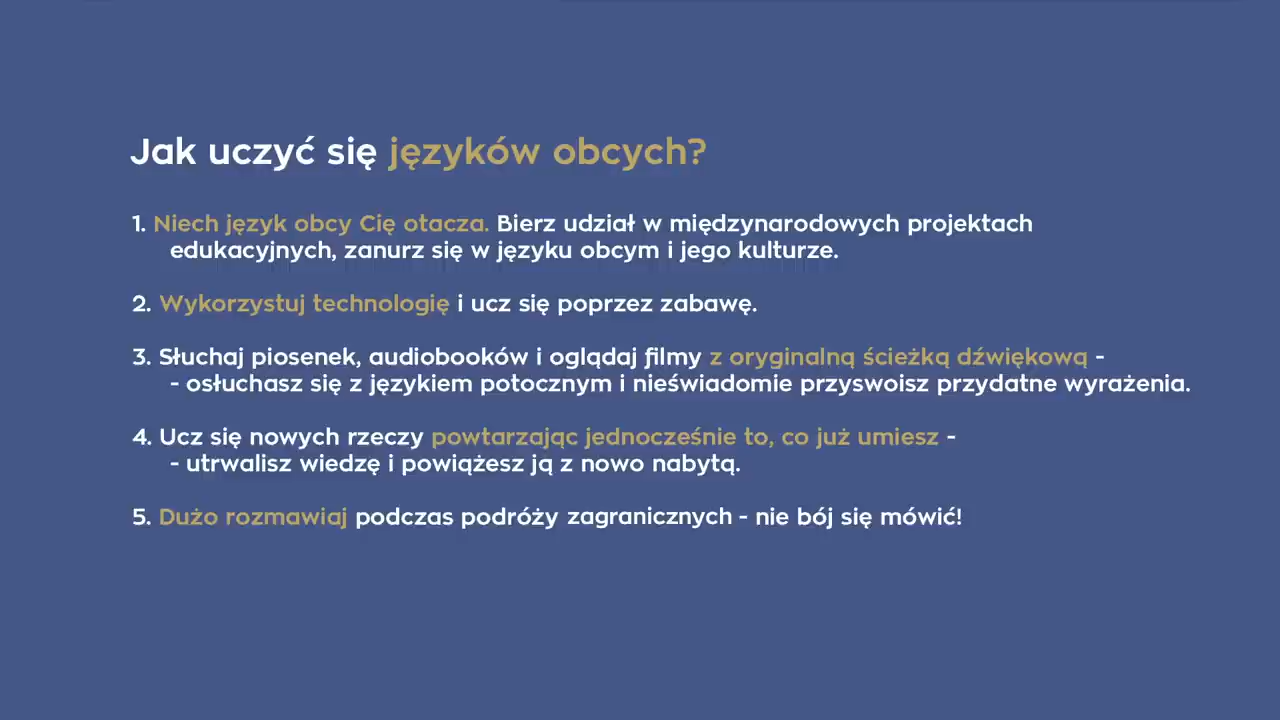 Jak uczyć się języków obcych?
1. Niech język obcy Cię otacza. Bierz udział w międzynarodowych projektach
edukacyjnych, zanurz się w języku obcym i jego kulturze.
2. Wykorzystuj technologię i ucz się poprzez zabawę.
3. Słuchaj piosenek, audiobooków i oglądaj filmy z oryginalną ścieżką dźwiękową -
- osłuchasz się z językiem potocznym i nieświadomie przyswoisz przydatne wyrażenia.
4. Ucz się nowych rzeczy powtarzając jednocześnie to, co już umiesz -
- utrwalisz wiedzę i powiążesz ją z nowo nabytą.
5. Dużo rozmawiaj podczas podróży zagranicznych - nie bój się mówić!